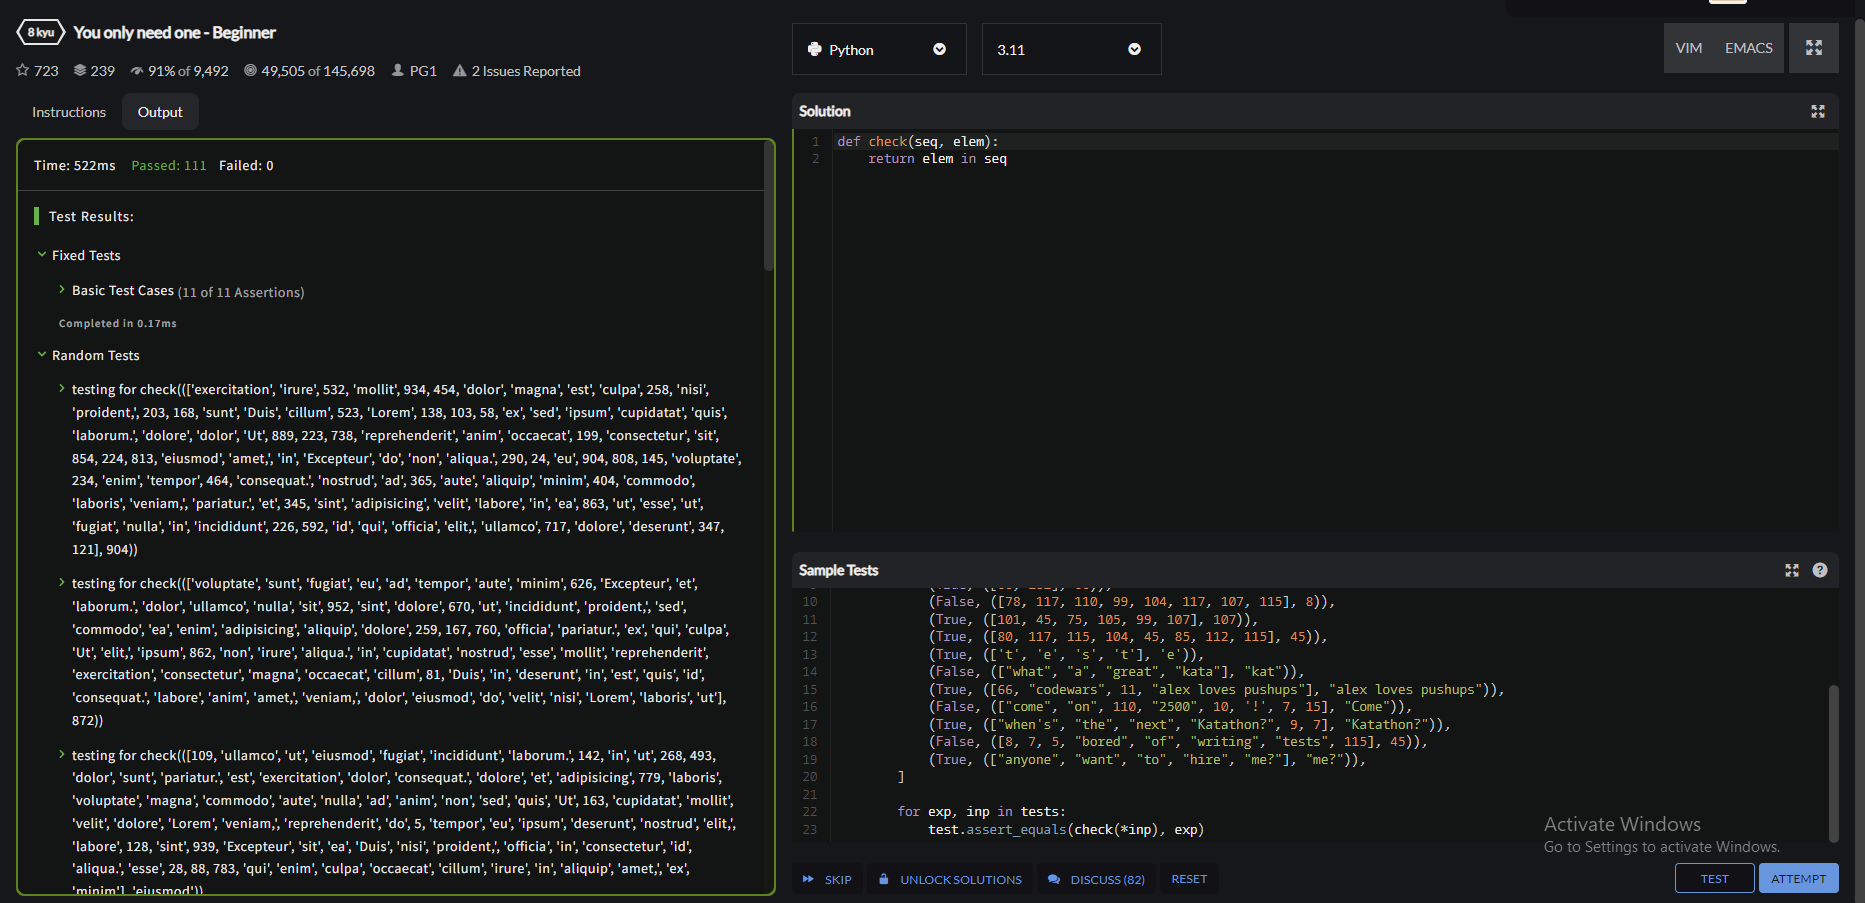 8 kyu You only need one - Beginner
723 239 91% of 9,492 49,505 of 145,698 PG1 2 Issues Reported
Instructions Output
Time: 522ms Passed: 111 Failed: 0
Test Results:
Fixed Tests
Basic Test Cases (11 of 11 Assertions)
Completed in 0.17ms
Random Tests
testing for check((['exercitation', 'irure', 532, 'mollit', 934, 454, 'dolor', 'magna', 'est', 'culpa', 258, 'nisi',
'proident,', 203, 168, 'sunt', 'Duis', 'cillum', 523, 'Lorem', 138, 103, 58, 'ex', 'sed', 'ipsum', 'cupidatat', 'quis',
'laborum.', 'dolore', 'dolor', 'Ut', 889, 223, 738, 'reprehenderit', 'anim', 'occaecat', 199, 'consectetur', 'sit',
854, 224, 813, 'eiusmod', 'amet,', 'in', 'Excepteur', 'do', 'non', 'aliqua.', 290, 24, 'eu', 904, 808, 145, 'voluptate',
234, 'enim', 'tempor', 464, 'consequat.', 'nostrud', 'ad', 365, 'aute', 'aliquip', 'minim', 404, 'commodo',
'laboris', 'veniam,', 'pariatur.', 'et', 345, 'sint', 'adipisicing', 'velit', 'labore', 'in', 'ea', 863, 'ut', 'esse', 'ut',
'fugiat', 'nulla', 'in', 'incididunt', 226, 592, 'id', 'qui', 'officia', 'elit,', 'ullamco', 717, 'dolore', 'deserunt', 347,
121], 904))
testing for check((['voluptate', 'sunt', 'fugiat', 'eu', 'ad', 'tempor', 'aute', 'minim', 626, 'Excepteur', 'et',
'laborum.', 'dolor', 'ullamco', 'nulla', 'sit', 952, 'sint', 'dolore', 670, 'ut', 'incididunt', 'proident,', 'sed',
'commodo', 'ea', 'enim', 'adipisicing', 'aliquip', 'dolore', 259, 167, 760, 'officia', 'pariatur.', 'ex', 'qui', 'culpa',
'Ut', 'elit,', 'ipsum', 862, 'non', 'irure', 'aliqua.', 'in', 'cupidatat', 'nostrud', 'esse', 'mollit', 'reprehenderit',
'exercitation', 'consectetur', 'magna', 'occaecat', 'cillum', 81, 'Duis', 'in', 'deserunt', 'in', 'est', 'quis', 'id',
'consequat.', 'labore', 'anim', 'amet,', 'veniam,', 'dolor', 'eiusmod', 'do', 'velit', 'nisi', 'Lorem', 'laboris', 'ut'],
872))
testing for check(([109, 'ullamco', 'ut', 'eiusmod', 'fugiat', 'incididunt', 'laborum.', 142, 'in', 'ut', 268, 493,
'dolor', 'sunt', 'pariatur.', 'est', 'exercitation', 'dolor', 'consequat.', 'dolore', 'et', 'adipisicing', 779, 'laboris',
'voluptate', 'magna', 'commodo', 'aute', 'nulla', 'ad', 'anim', 'non', 'sed', 'quis', 'Ut', 163, 'cupidatat', 'mollit',
'velit', 'dolore', 'Lorem', 'veniam,', 'reprehenderit', 'do', 5, 'tempor', 'eu', 'ipsum', 'deserunt', 'nostrud', 'elit,',
'labore', 128, 'sint', 939, 'Excepteur', 'sit', 'ea', 'Duis', 'nisi', 'proident,', 'officia', 'in', 'consectetur', 'id',
'aliqua.', 'esse', 28, 88, 783, 'qui', 'enim', 'culpa', 'occaecat', 'cillum', 'irure', 'in', 'aliquip', 'amet,', 'ex',
'minim'], 'eiusmod'))
Python 3.11 VIM EMACS
Solution
1 def check(seq, elem):
2 return elem in seq
Sample Tests
10 (False, ([78, 117, 110, 99, 104, 117, 107, 115], 8)),
11 (True, ([101, 45, 75, 105, 99, 107], 107)),
12 (True, ([80, 117, 115, 104, 45, 85, 112, 115], 45)),
13 (True, (['t', 'e', 's', 't'], 'e')),
14 (False, (["what", "a", "great", "kata"], "kat")),
15 (True, ([66, "codewars", 11, "alex loves pushups"], "alex loves pushups")),
16 (False, (["come", "on", 110, "2500", 10, '!', 7, 15], "Come")),
17 (True, (["when's", "the", "next", "Katathon?", 9, 7], "Katathon?")),
18 (False, ([8, 7, 5, "bored", "of", "writing", "tests", 115], 45)),
19 (True, (["anyone", "want", "to", "hire", "me?"], "me?")),
20 ]
21
22 for exp, inp in tests:
23 test.assert_equals(check(*inp), exp)
Activate Windows
Go to Settings to activate Windows.
SKIP UNLOCK SOLUTIONS DISCUSS (82) RESET TEST ATTEMPT